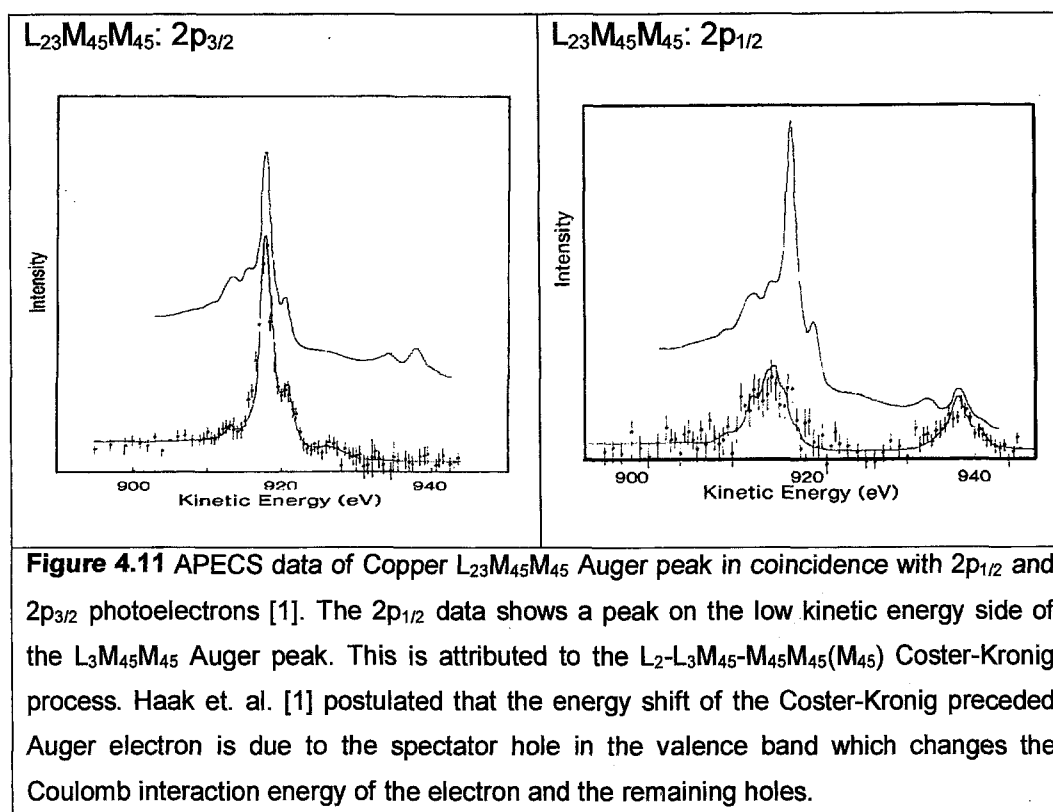 L₂₃M₄₅M₄₅: 2p₃/₂
Intensity
900 920 940
Kinetic Energy (eV)
L₂₃M₄₅M₄₅: 2p₁/₂
Intensity
900 920 940
Kinetic Energy (eV)
Figure 4.11 APECS data of Copper L₂₃M₄₅M₄₅ Auger peak in coincidence with 2p₁/₂ and
2p₃/₂ photoelectrons [1]. The 2p₁/₂ data shows a peak on the low kinetic energy side of
the L₃M₄₅M₄₅ Auger peak. This is attributed to the L₂-L₃M₄₅-M₄₅M₄₅(M₄₅) Coster-Kronig
process. Haak et. al. [1] postulated that the energy shift of the Coster-Kronig preceded
Auger electron is due to the spectator hole in the valence band which changes the
Coulomb interaction energy of the electron and the remaining holes.